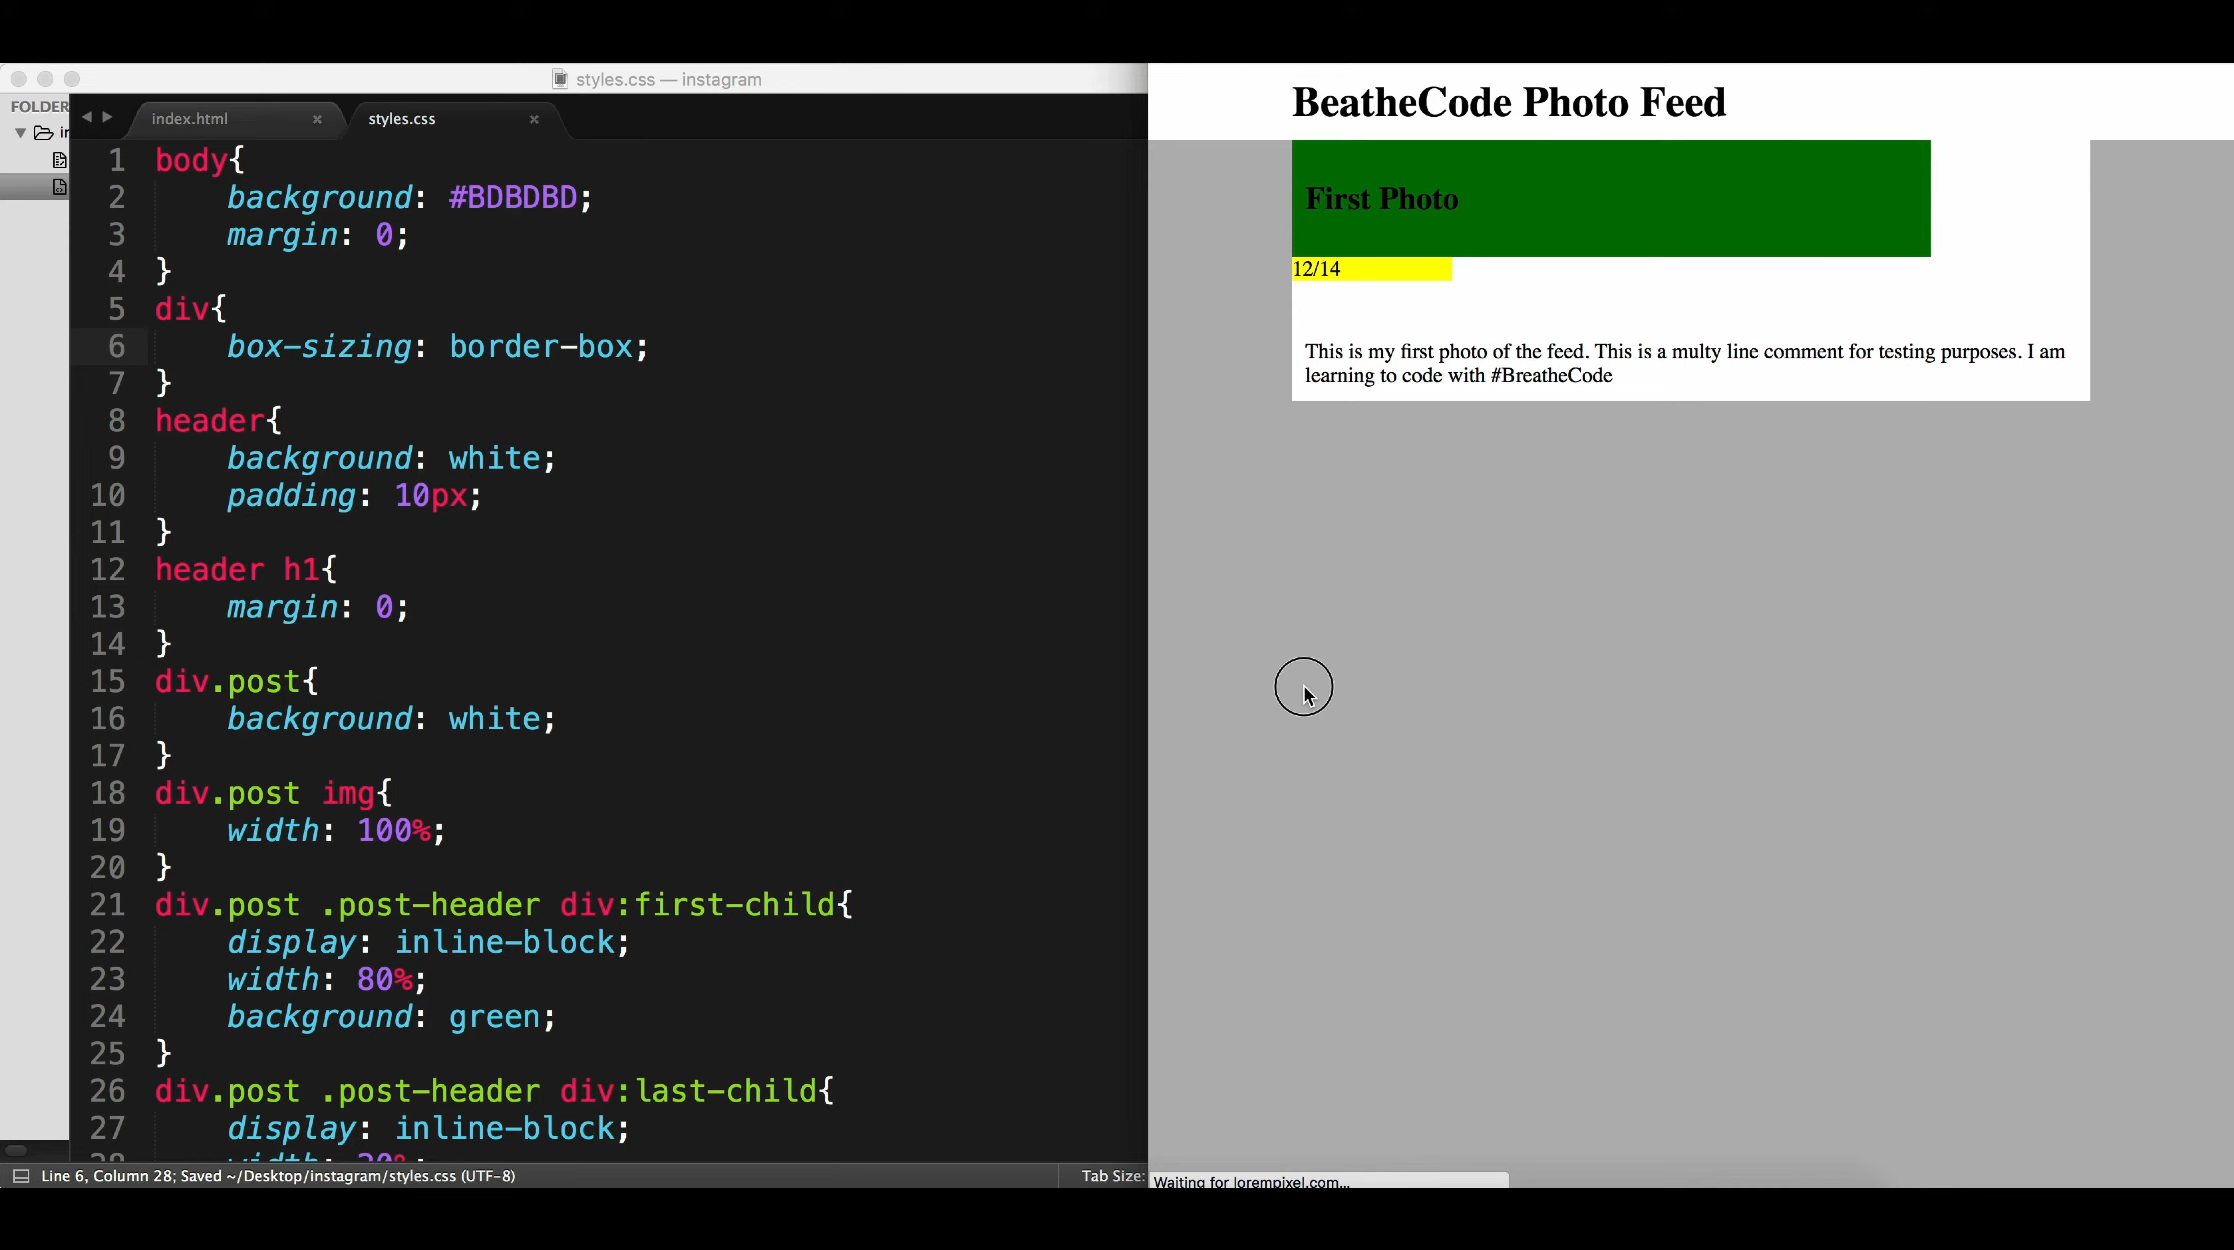 styles.css — instagram
FOLDER
index.html
styles.css
1 body{
2 background: #BDBDBD;
3 margin: 0;
4 }
5 div{
6 box-sizing: border-box;
7 }
8 header{
9 background: white;
10 padding: 10px;
11 }
12 header h1{
13 margin: 0;
14 }
15 div.post{
16 background: white;
17 }
18 div.post img{
19 width: 100%;
20 }
21 div.post .post-header div:first-child{
22 display: inline-block;
23 width: 80%;
24 background: green;
25 }
26 div.post .post-header div:last-child{
27 display: inline-block;
Line 6, Column 28; Saved ~/Desktop/instagram/styles.css (UTF-8)
Tab Size:
BeatheCode Photo Feed
First Photo
12/14
This is my first photo of the feed. This is a multy line comment for testing purposes. I am
learning to code with #BreatheCode
Waiting for lorempixel.com...